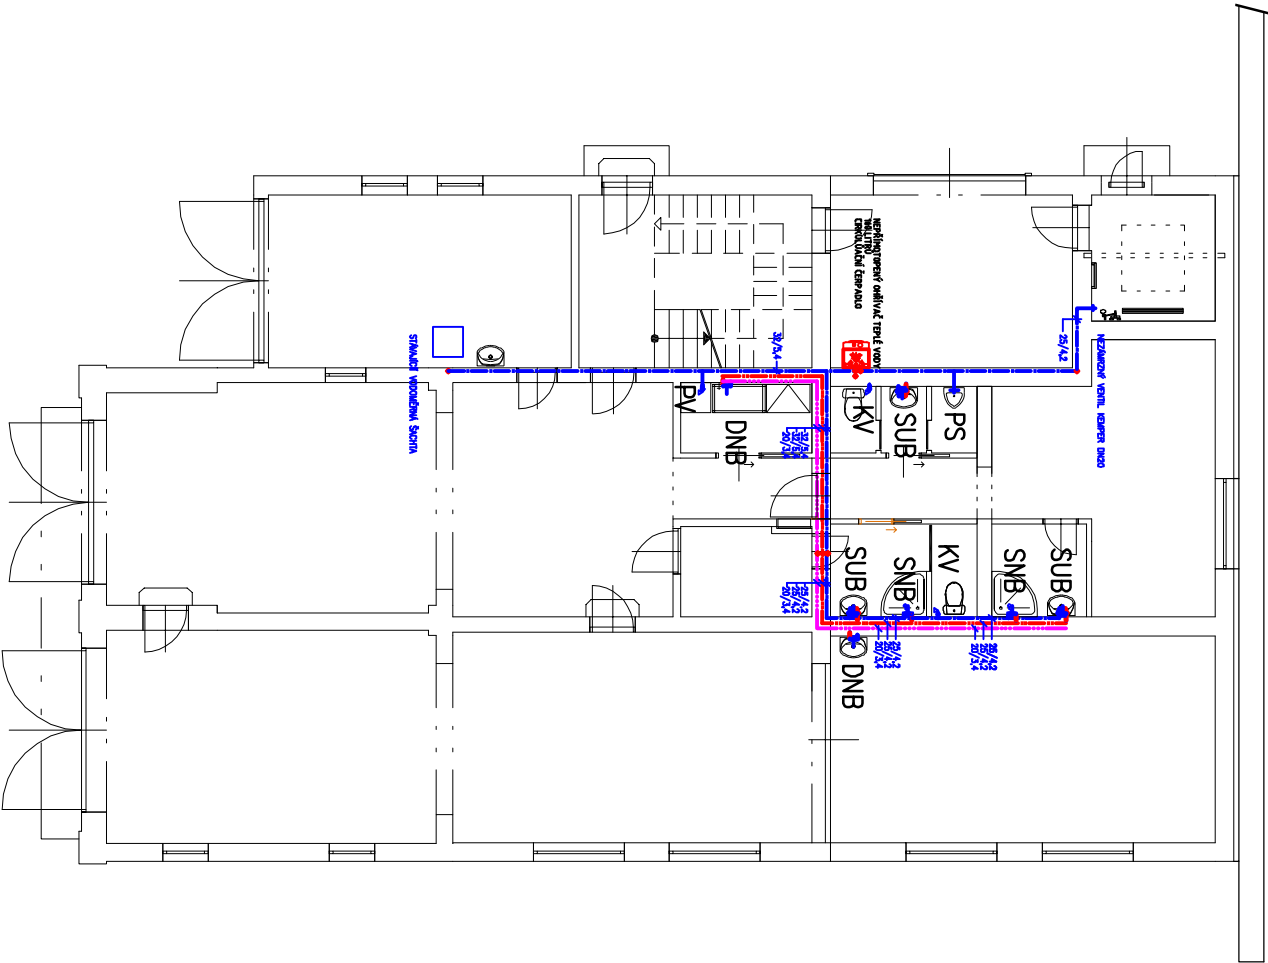 NEPŘÍMOTOPENÝ OHŘÍVAČ TEPLÉ VODY
CIRKULAČNÍ ČERPADLO
NEZÁMRZNÝ VENTIL KEMPER DN20
25/4,2
STÁVAJÍCÍ VODOMĚRNÁ ŠACHTA
32/5,4
TO
PV
DNB
KV
SUB
PS
32/5,4
32/5,4
20/3,4
SUB
SNB
KV
SNB
SUB
25/4,2
25/4,2
20/3,4
25/4,2
25/4,2
20/3,4
25/4,2
25/4,2
20/3,4
DNB